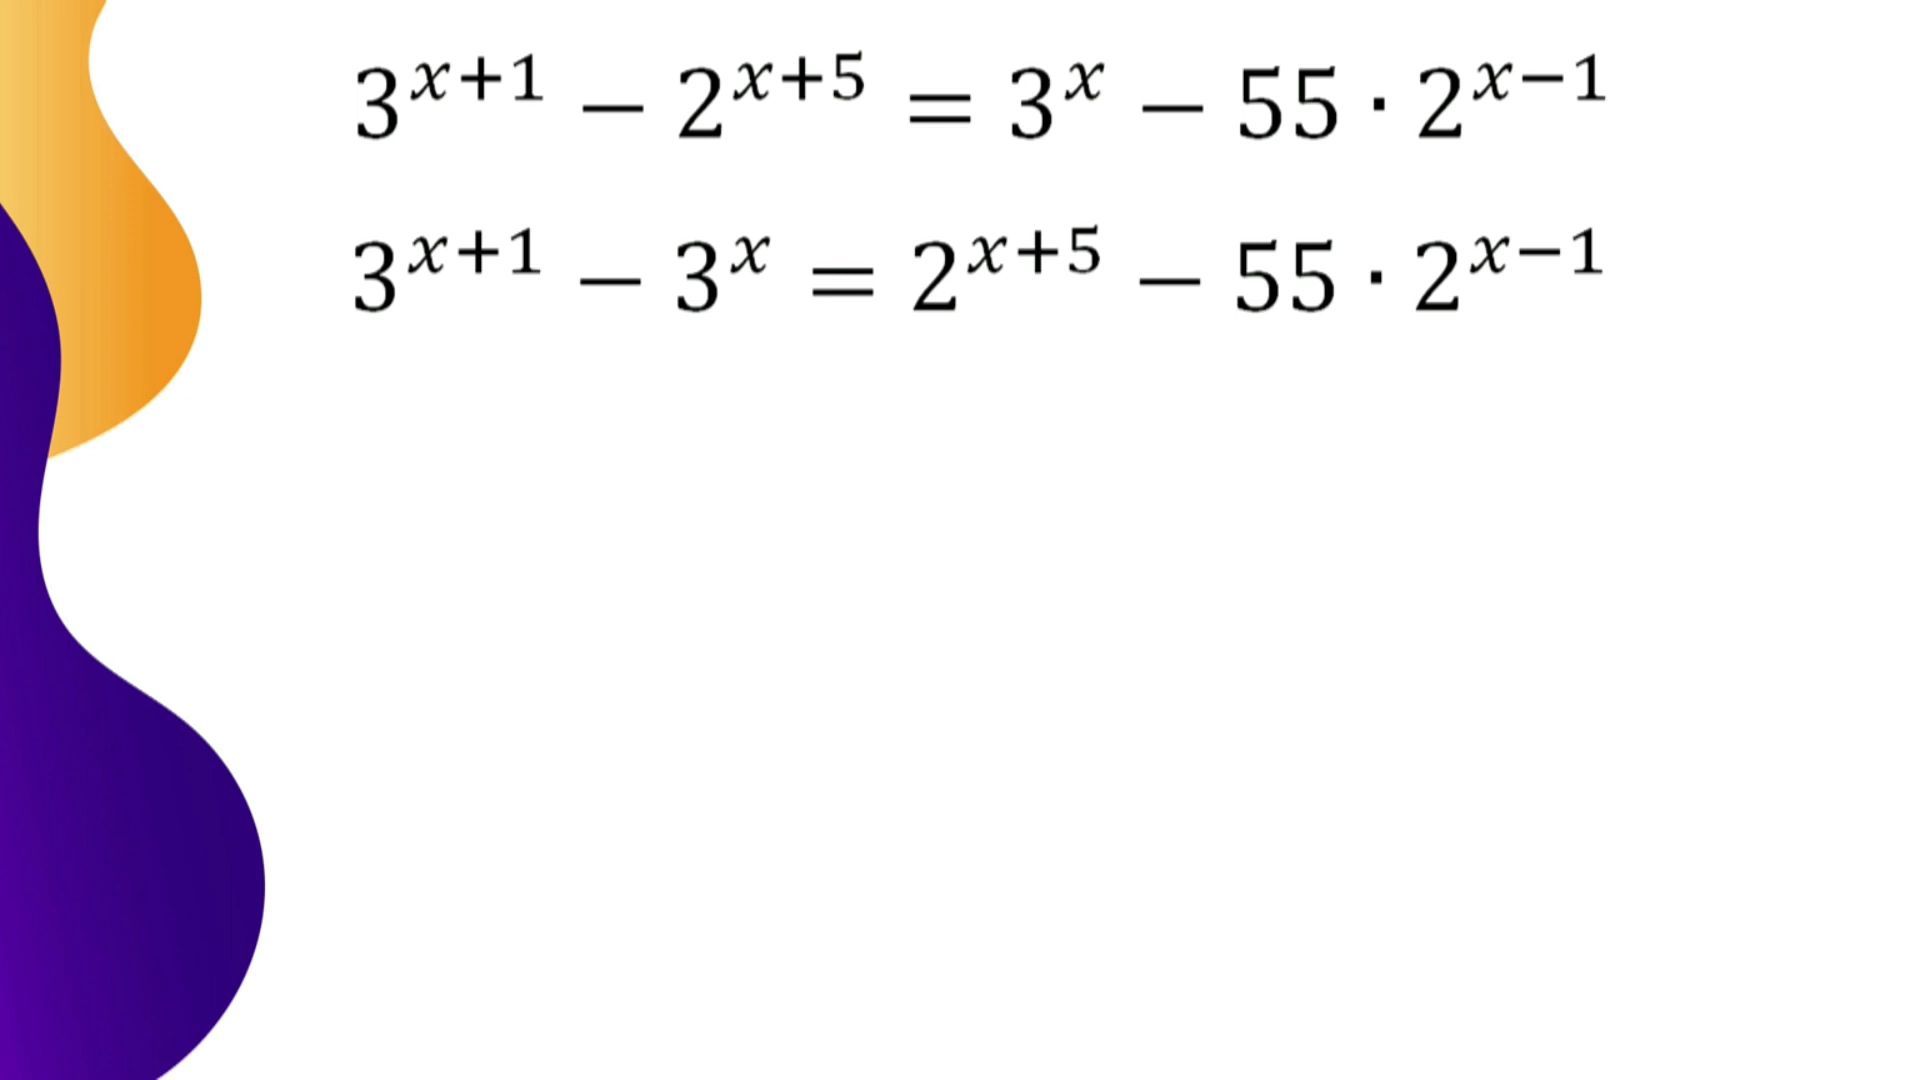 3^{x+1} − 2^{x+5} = 3^x − 55 · 2^{x−1}
3^{x+1} − 3^x = 2^{x+5} − 55 · 2^{x−1}